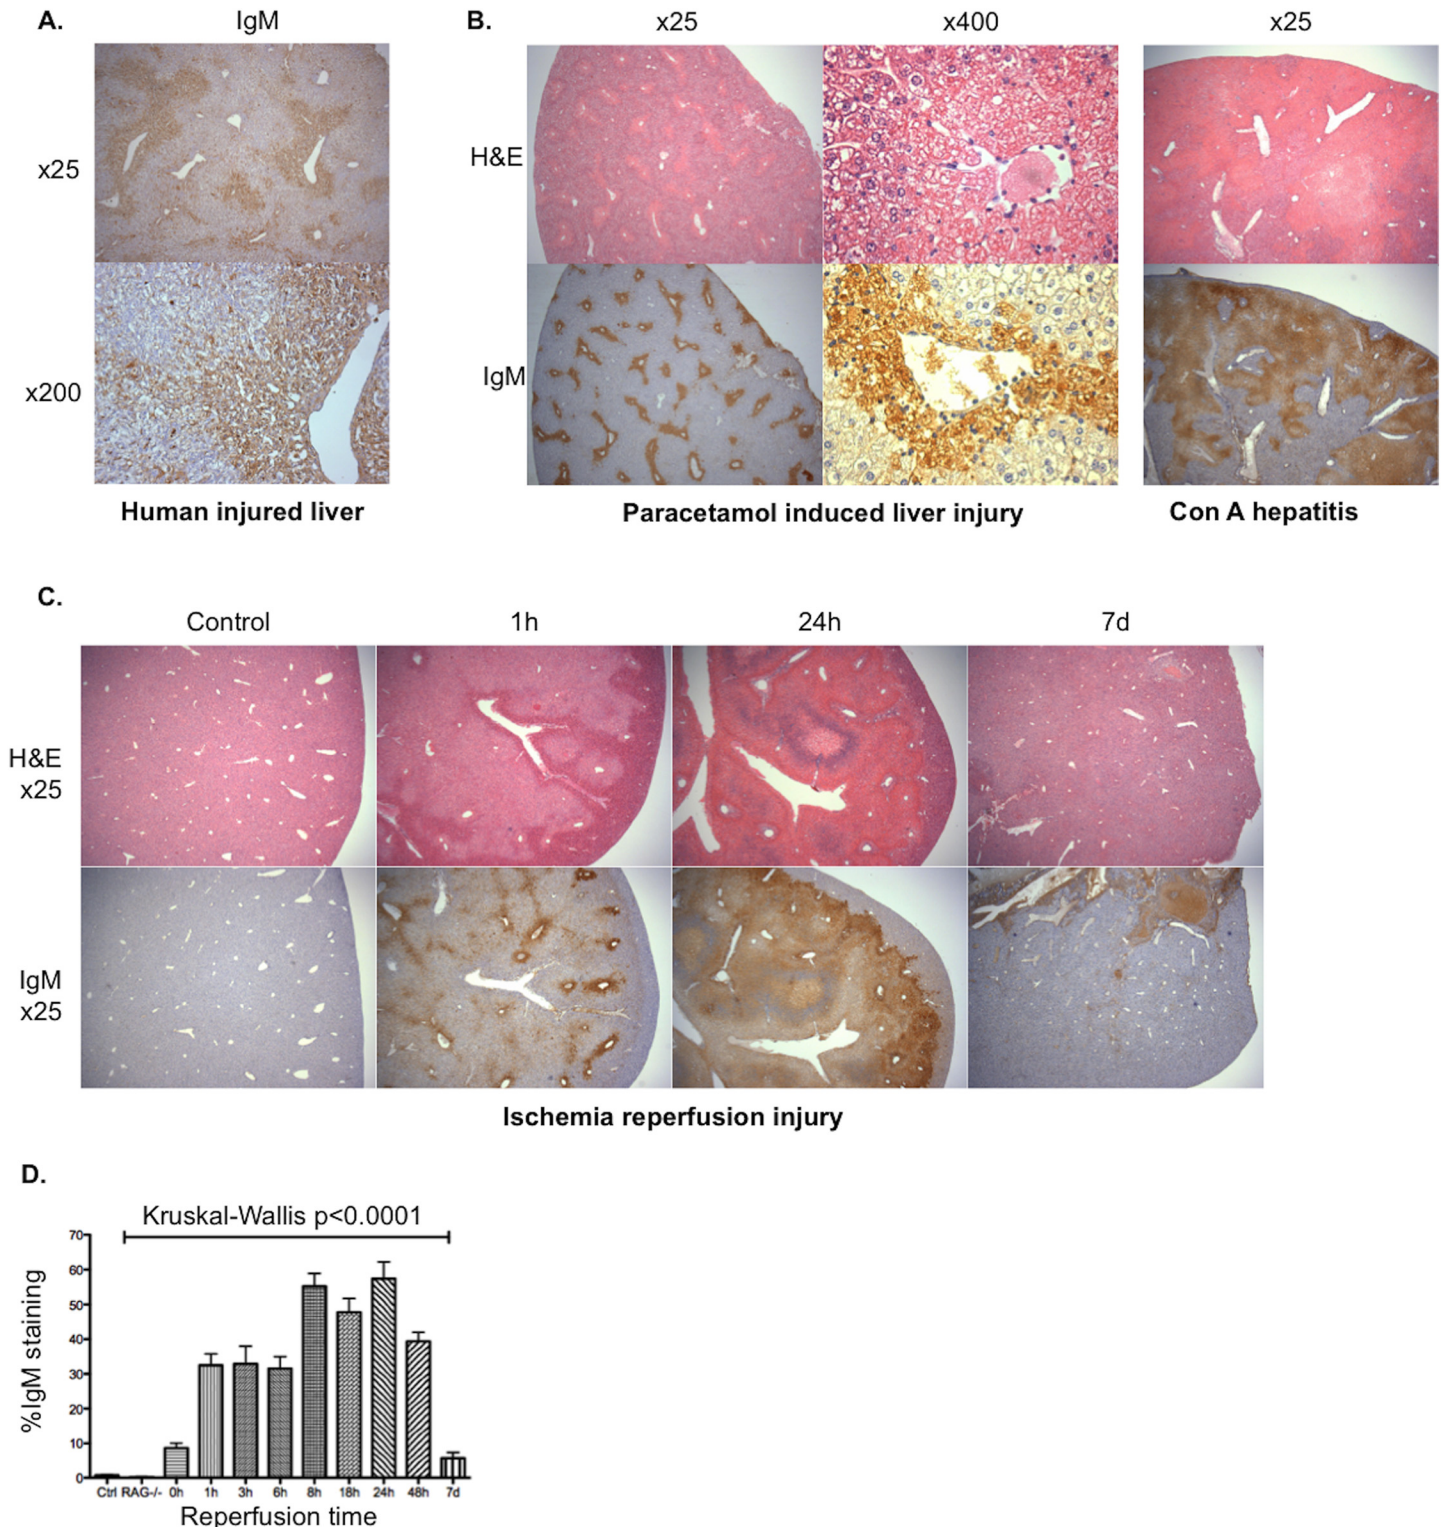 A.
IgM
B.
x25
x400
x25
x25
H&E
x200
IgM
Human injured liver
Paracetamol induced liver injury
Con A hepatitis
C.
Control
1h
24h
7d
H&E
x25
IgM
x25
Ischemia reperfusion injury
D.
Kruskal-Wallis p<0.0001
%IgM staining
70
60
50
40
30
20
10
0
Ctrl RAG-/- 0h 1h 3h 6h 8h 18h 24h 48h 7d
Reperfusion time